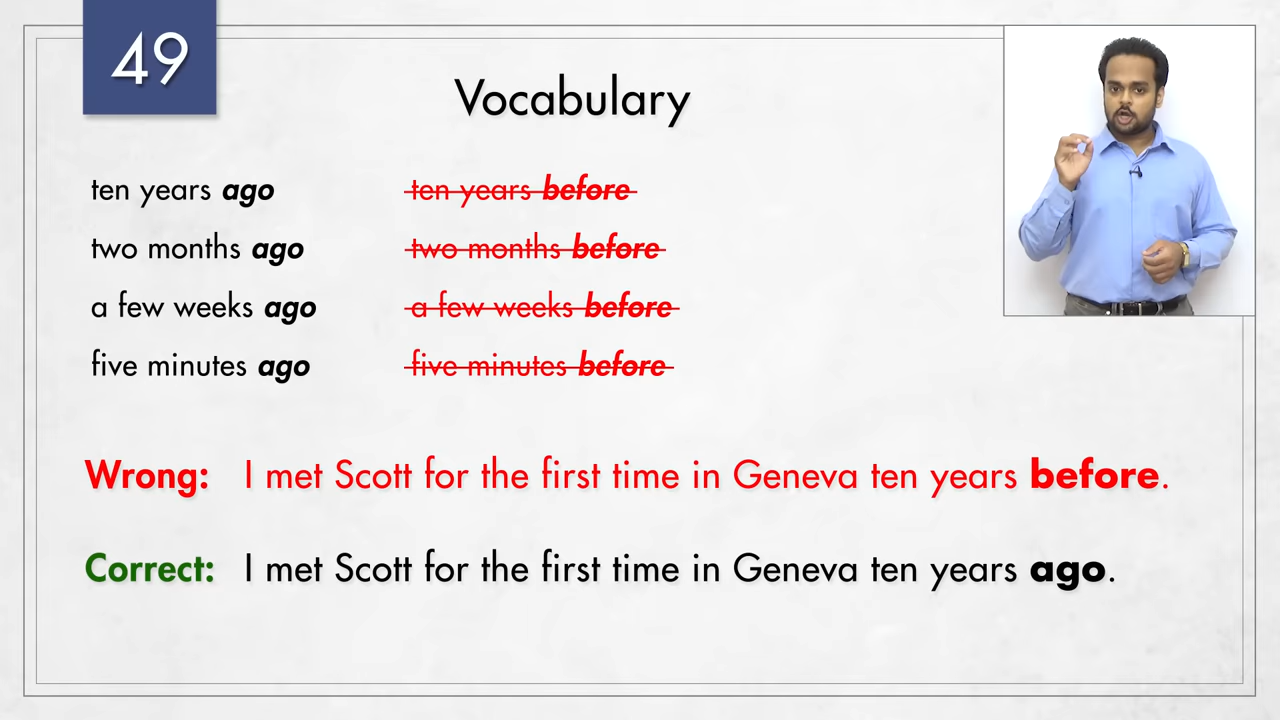 49
Vocabulary
ten years ago
ten years before
two months ago
two months before
a few weeks ago
a few weeks before
five minutes ago
five minutes before
Wrong: I met Scott for the first time in Geneva ten years before.
Correct: I met Scott for the first time in Geneva ten years ago.